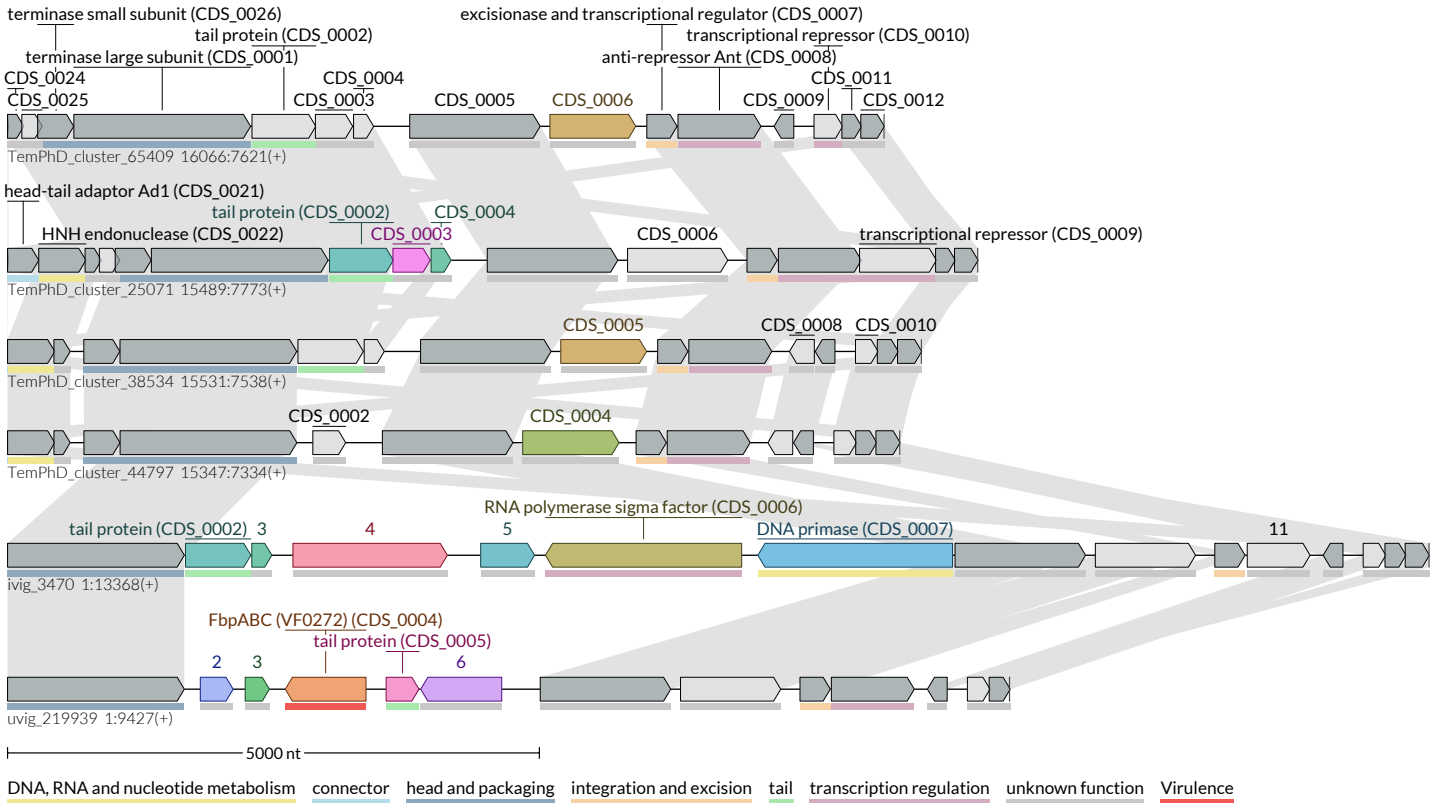 terminase small subunit (CDS_0026)
excisionase and transcriptional regulator (CDS_0007)
tail protein (CDS_0002)
transcriptional repressor (CDS_0010)
terminase large subunit (CDS_0001)
anti-repressor Ant (CDS_0008)
CDS_0024
CDS_0004
CDS_0011
CDS_0025
CDS_0003
CDS_0005
CDS_0006
CDS_0009
CDS_0012
TemPhD_cluster_65409 16066:7621(+)
head-tail adaptor Ad1 (CDS_0021)
tail protein (CDS_0002)
CDS_0004
HNH endonuclease (CDS_0022)
CDS_0003
CDS_0006
transcriptional repressor (CDS_0009)
TemPhD_cluster_25071 15489:7773(+)
CDS_0005
CDS_0008
CDS_0010
TemPhD_cluster_38534 15531:7538(+)
CDS_0002
CDS_0004
TemPhD_cluster_44797 15347:7334(+)
RNA polymerase sigma factor (CDS_0006)
tail protein (CDS_0002)
3
4
5
DNA primase (CDS_0007)
11
ivig_3470 1:13368(+)
FbpABC (VF0272) (CDS_0004)
tail protein (CDS_0005)
2
3
6
uvig_219939 1:9427(+)
5000 nt
DNA, RNA and nucleotide metabolism
connector
head and packaging
integration and excision
tail
transcription regulation
unknown function
Virulence